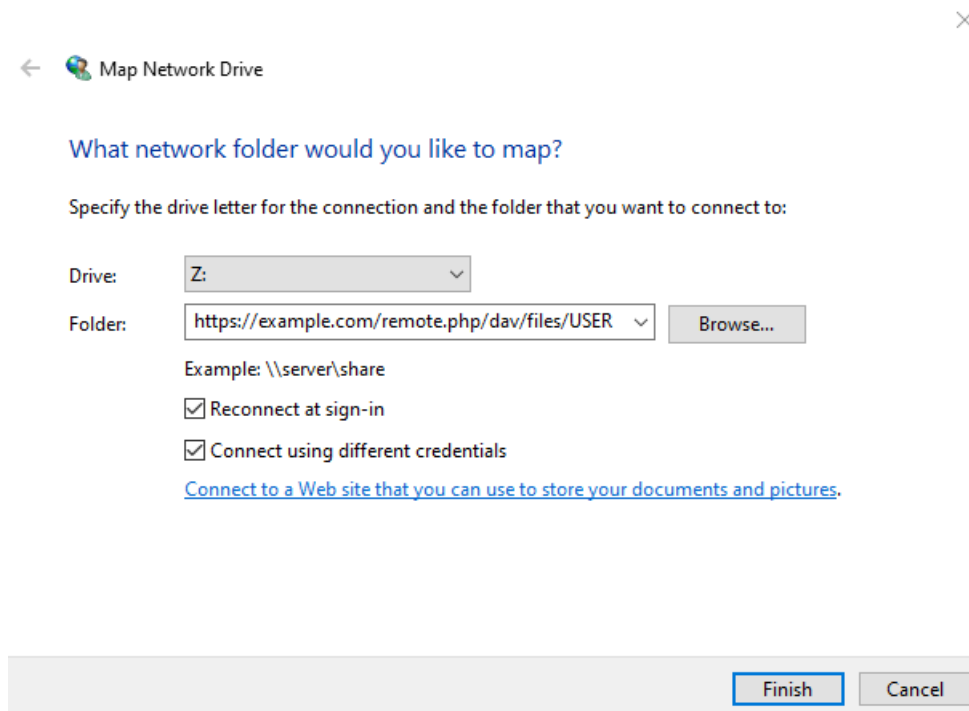 Map Network Drive
What network folder would you like to map?
Specify the drive letter for the connection and the folder that you want to connect to:
Drive: Z:
Folder: https://example.com/remote.php/dav/files/USER Browse...
Example: \\server\share
Reconnect at sign-in
Connect using different credentials
Connect to a Web site that you can use to store your documents and pictures.
Finish Cancel